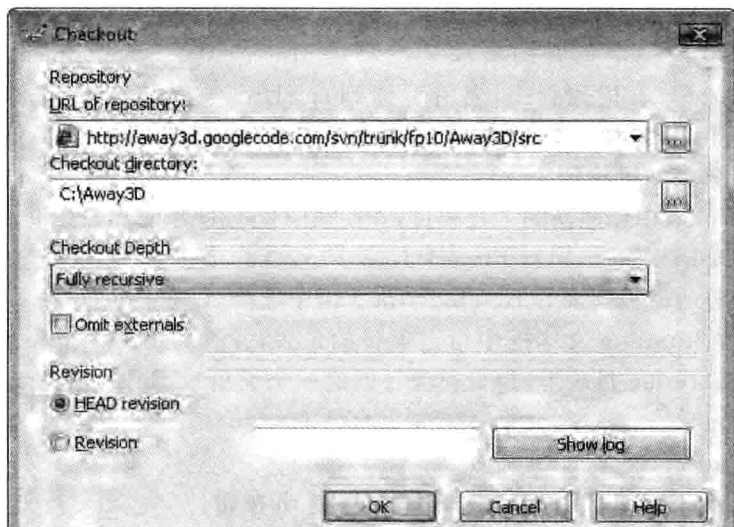 Checkout
Repository
URL of repository:
http://away3d.googlecode.com/svn/trunk/fp10/Away3D/src
...
Checkout directory:
C:\Away3D
...
Checkout Depth
Fully recursive
Omit externals
Revision
HEAD revision
Revision
Show log
OK Cancel Help